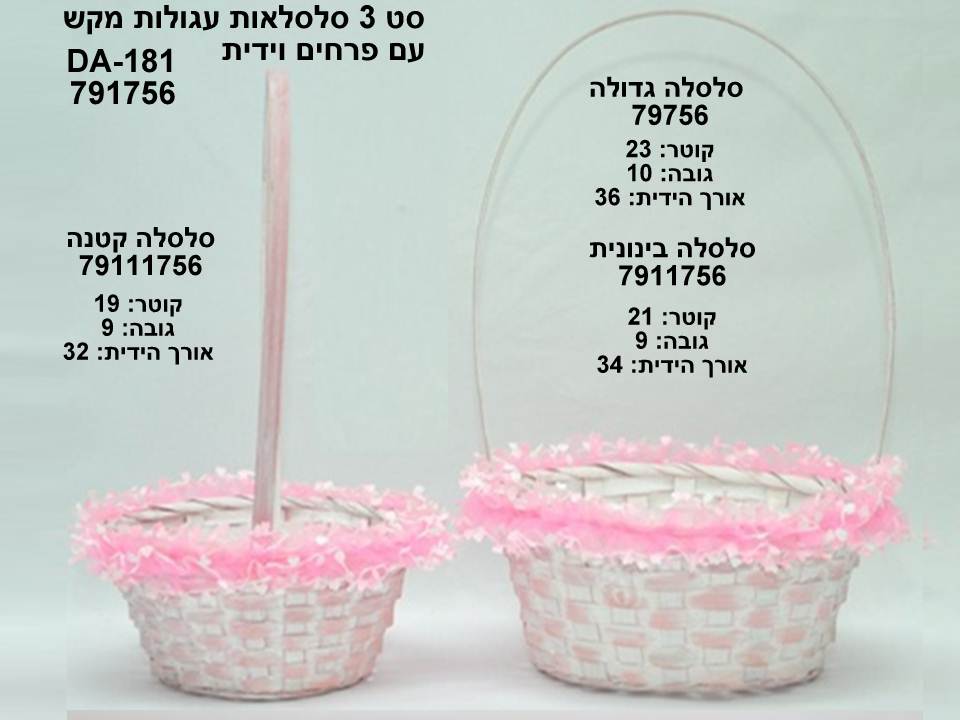 סט 3 סלסלאות עגולות מקש
עם פרחים וידית
DA-181
791756
סלסלה גדולה
79756
קוטר: 23
גובה: 10
אורך הידית: 36
סלסלה בינונית
7911756
קוטר: 21
גובה: 9
אורך הידית: 34
סלסלה קטנה
79111756
קוטר: 19
גובה: 9
אורך הידית: 32